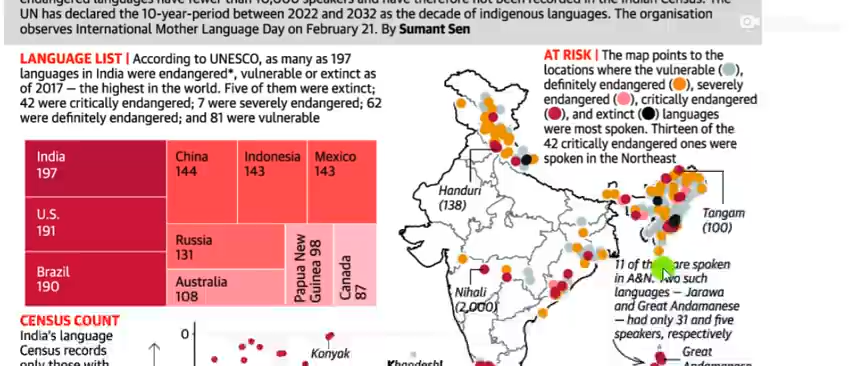 endangered languages have fewer than 10,000 speakers and have therefore not been recorded in the Indian Census. The
UN has declared the 10-year-period between 2022 and 2032 as the decade of indigenous languages. The organisation
observes International Mother Language Day on February 21. By Sumant Sen
LANGUAGE LIST | According to UNESCO, as many as 197
languages in India were endangered*, vulnerable or extinct as
of 2017 — the highest in the world. Five of them were extinct;
42 were critically endangered; 7 were severely endangered; 62
were definitely endangered; and 81 were vulnerable
India
197
U.S.
191
Brazil
190
China
144
Indonesia
143
Mexico
143
Russia
131
Australia
108
Papua New
Guinea 98
Canada
87
AT RISK | The map points to the
locations where the vulnerable ( ),
definitely endangered ( ), severely
endangered ( ), critically endangered
( ), and extinct ( ) languages
were most spoken. Thirteen of the
42 critically endangered ones were
spoken in the Northeast
Handuri
(138)
Tangam
(100)
Nihali
(2,000)
11 of th are spoken
in A&N. Two such
languages — Jarawa
and Great Andamanese
— had only 31 and five
speakers, respectively
Great
Andamanese
CENSUS COUNT
India's language
Census records
only those with
0
Konyak
Khandeshi